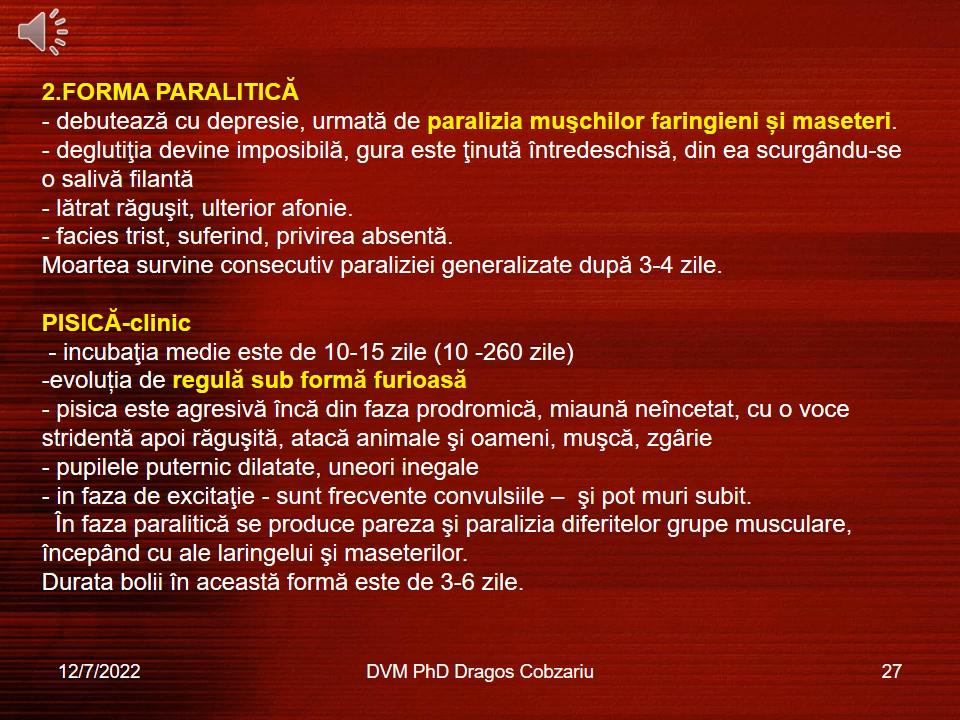 2.FORMA PARALITICĂ
- debutează cu depresie, urmată de paralizia muşchilor faringieni și maseteri.
- deglutiţia devine imposibilă, gura este ţinută întredeschisă, din ea scurgându-se
o salivă filantă
- lătrat răguşit, ulterior afonie.
- facies trist, suferind, privirea absentă.
Moartea survine consecutiv paraliziei generalizate după 3-4 zile.
PISICĂ-clinic
- incubaţia medie este de 10-15 zile (10 -260 zile)
-evoluția de regulă sub formă furioasă
- pisica este agresivă încă din faza prodromică, miaună neîncetat, cu o voce
stridentă apoi răguşită, atacă animale şi oameni, muşcă, zgârie
- pupilele puternic dilatate, uneori inegale
- in faza de excitaţie - sunt frecvente convulsiile – şi pot muri subit.
În faza paralitică se produce pareza şi paralizia diferitelor grupe musculare,
începând cu ale laringelui şi maseterilor.
Durata bolii în această formă este de 3-6 zile.
12/7/2022
DVM PhD Dragos Cobzariu
27